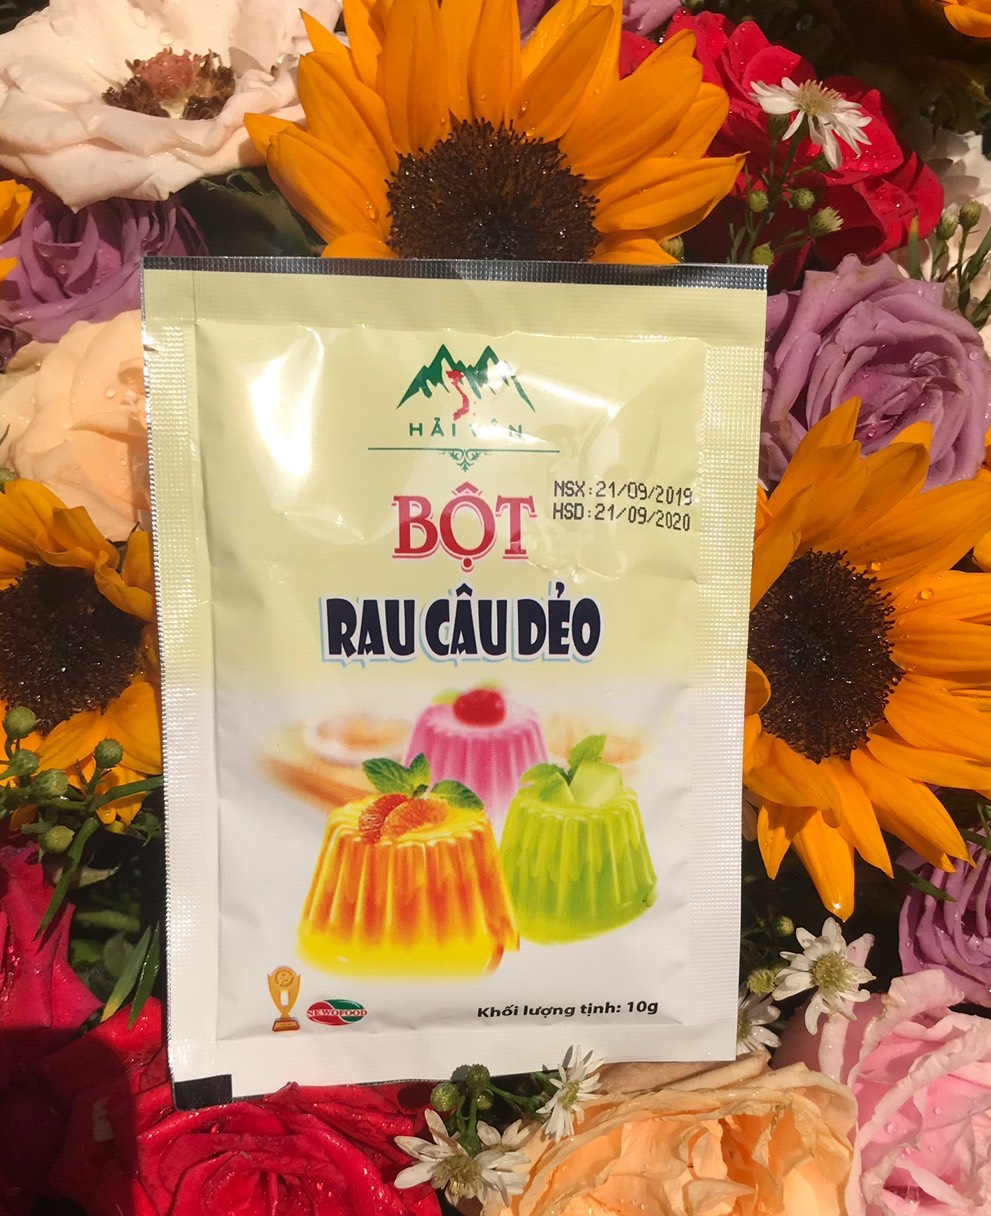 HẢI VÂN
NSX:21/09/2019
HSD:21/09/2020
BỘT
RAU CÂU DẺO
NEWOFOOD
Khối lượng tịnh: 10g